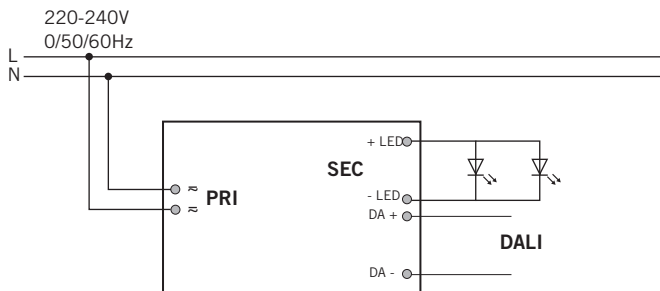 220-240V
0/50/60Hz
L
N
+ LED
SEC
≂ PRI
≂
- LED
DA +
DALI
DA -